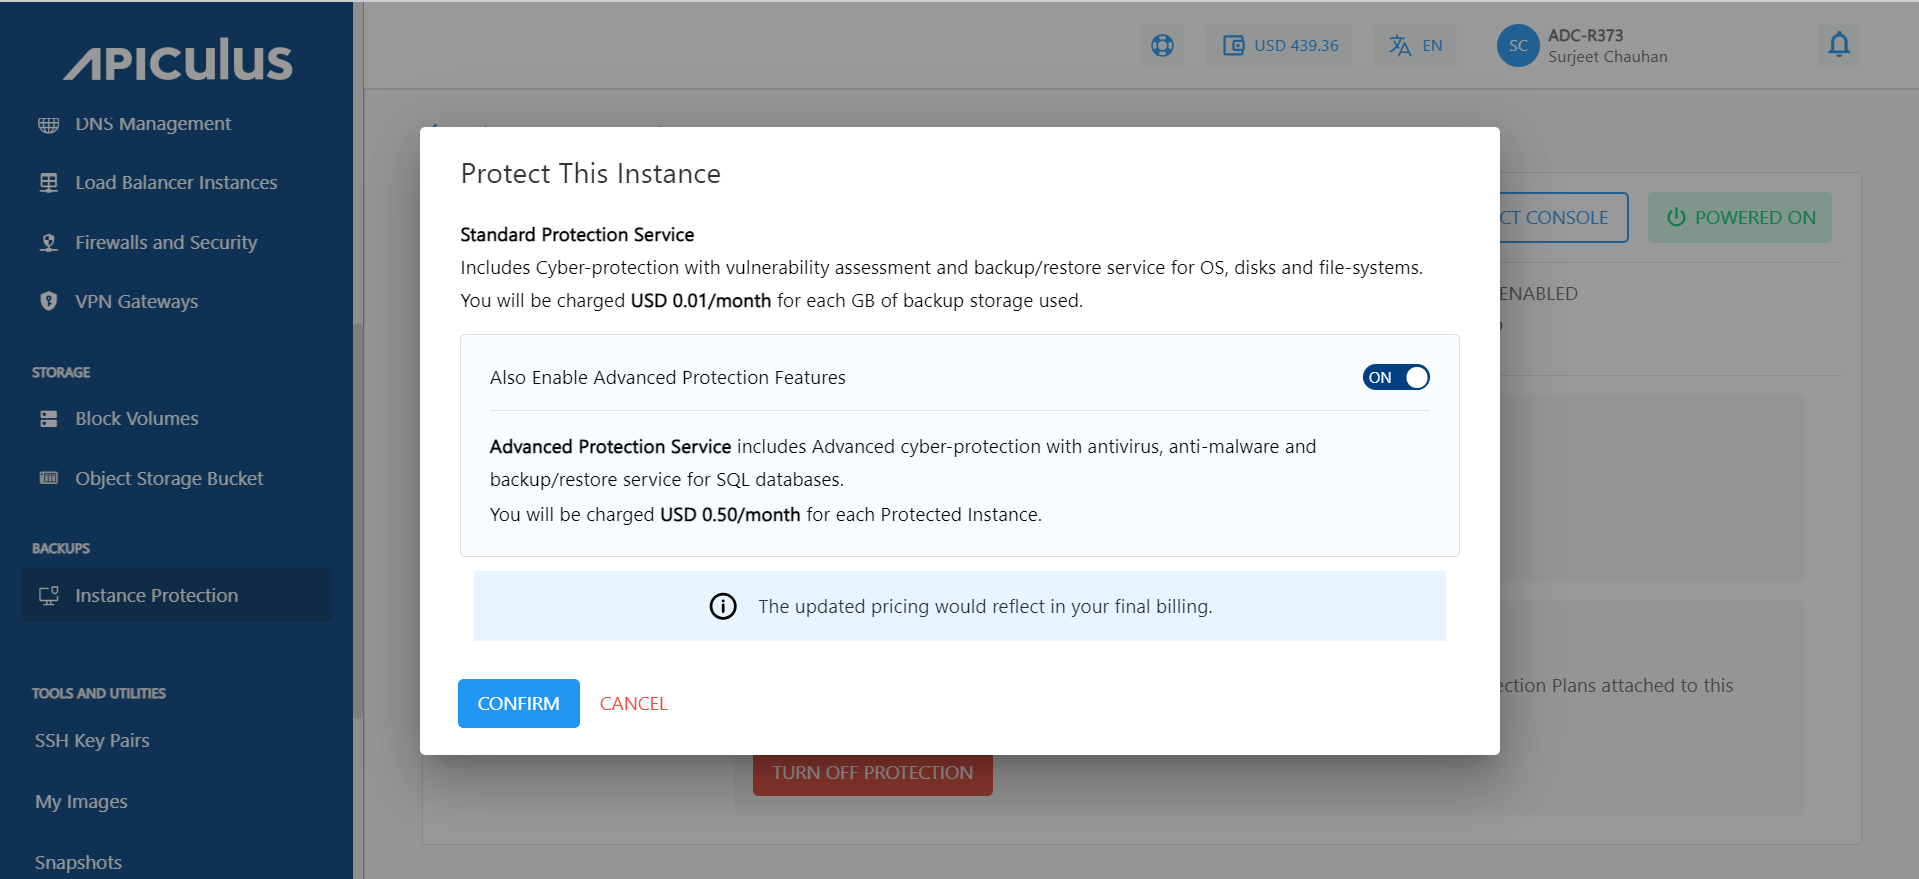 APICULUS
DNS Management
Load Balancer Instances
Firewalls and Security
VPN Gateways
STORAGE
Block Volumes
Object Storage Bucket
BACKUPS
Instance Protection
TOOLS AND UTILITIES
SSH Key Pairs
My Images
Snapshots
USD 439.36
EN
SC
ADC-R373
Surjeet Chauhan
CONSOLE
POWERED ON
ENABLED
Protect This Instance
Standard Protection Service
Includes Cyber-protection with vulnerability assessment and backup/restore service for OS, disks and file-systems.
You will be charged USD 0.01/month for each GB of backup storage used.
Also Enable Advanced Protection Features
ON
Advanced Protection Service includes Advanced cyber-protection with antivirus, anti-malware and
backup/restore service for SQL databases.
You will be charged USD 0.50/month for each Protected Instance.
The updated pricing would reflect in your final billing.
CONFIRM CANCEL
Plans attached to this
TURN OFF PROTECTION